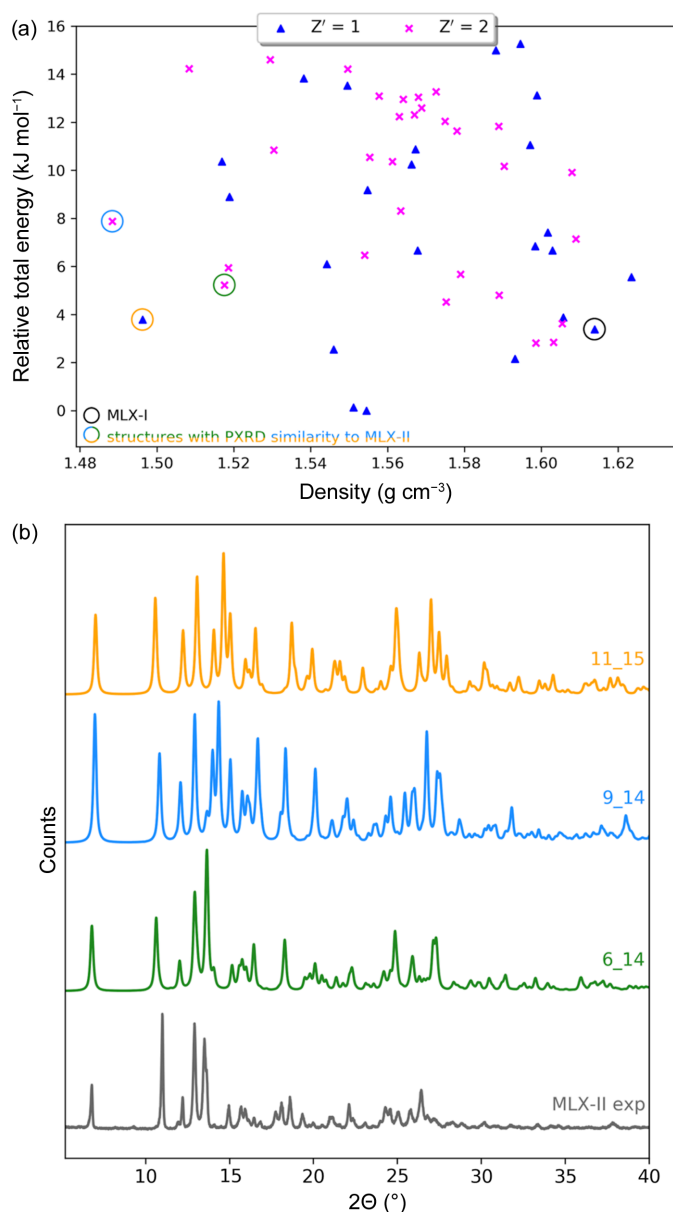 (a)
Z′ = 1
Z′ = 2
Relative total energy (kJ mol⁻¹)
16
14
12
10
8
6
4
2
0
MLX-I
structures with PXRD similarity to MLX-II
1.48
1.50
1.52
1.54
1.56
1.58
1.60
1.62
Density (g cm⁻³)
(b)
Counts
11_15
9_14
6_14
MLX-II exp
10
15
20
25
30
35
40
2Θ (°)